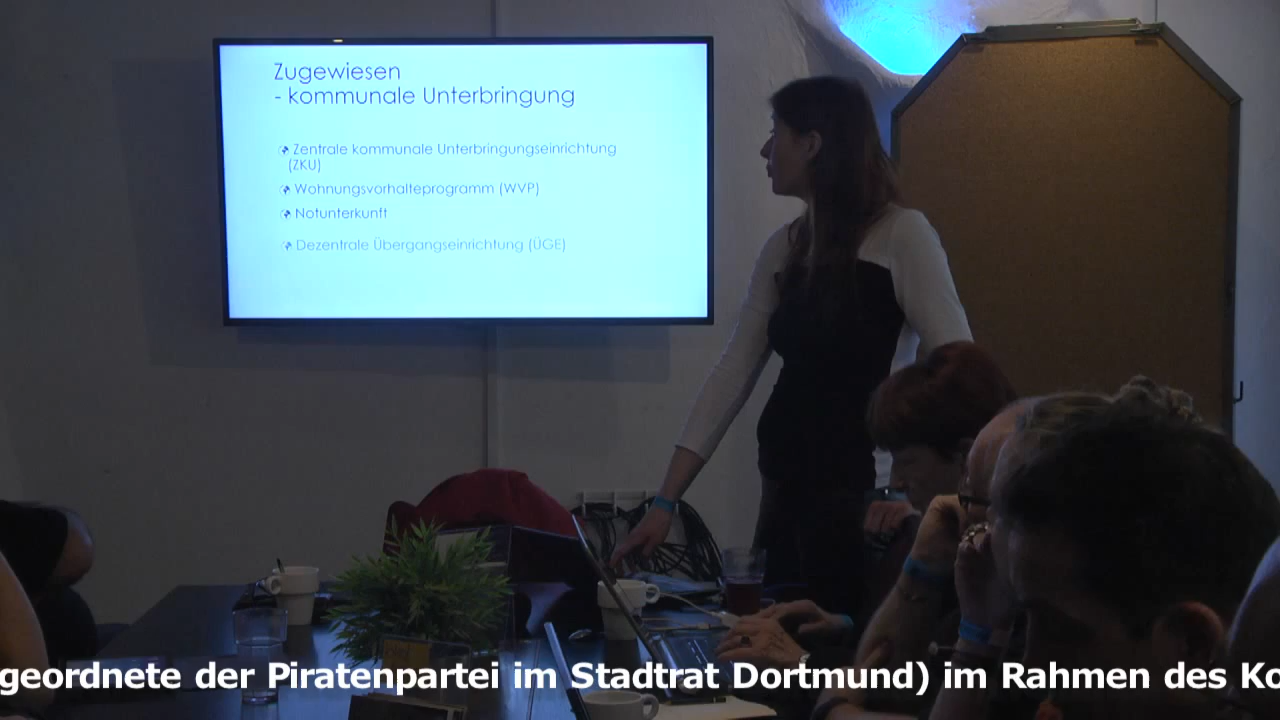 Zugewiesen
- kommunale Unterbringung
Zentrale kommunale Unterbringungseinrichtung
(ZKU)
Wohnungsvorhalteprogramm (WVP)
Notunterkunft
Dezentrale Übergangseinrichtung (ÜGE)
geordnete der Piratenpartei im Stadtrat Dortmund) im Rahmen des Ko